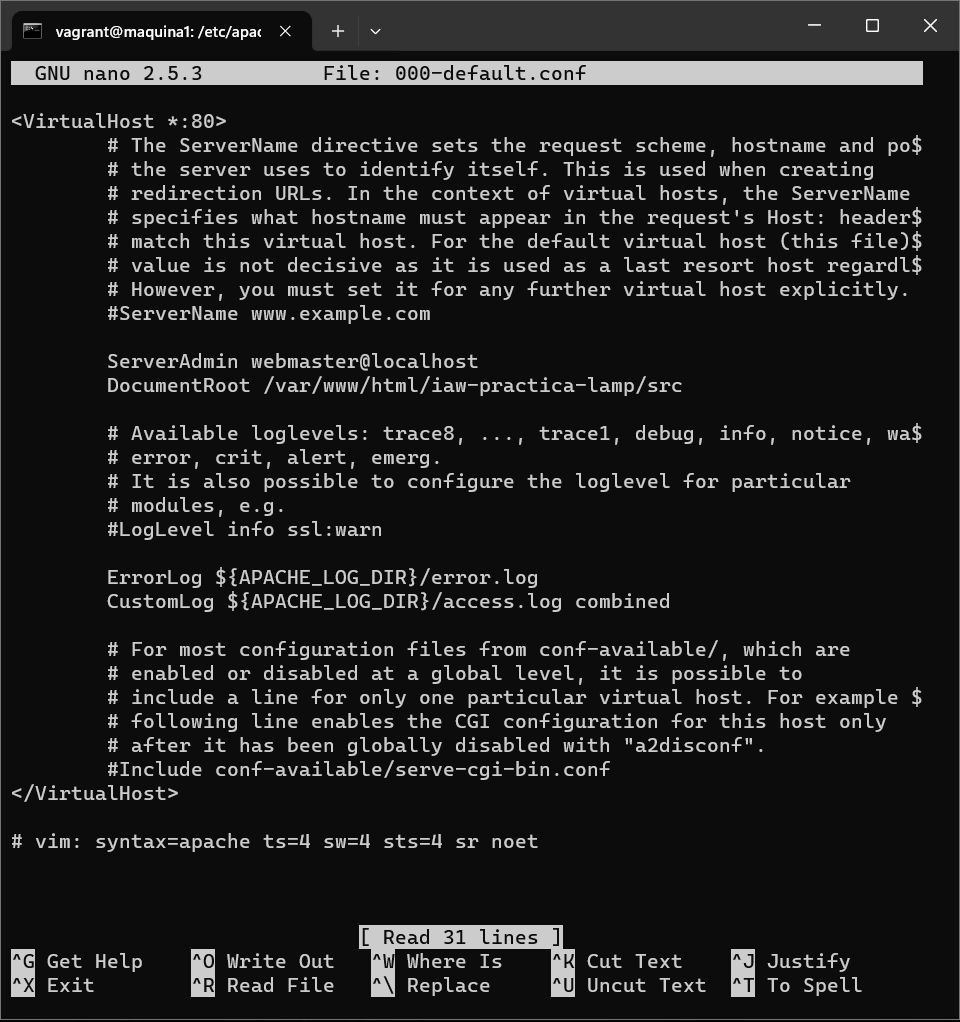 vagrant@maquina1: /etc/apac
GNU nano 2.5.3 File: 000-default.conf
<VirtualHost *:80>
# The ServerName directive sets the request scheme, hostname and po$
# the server uses to identify itself. This is used when creating
# redirection URLs. In the context of virtual hosts, the ServerName
# specifies what hostname must appear in the request's Host: header$
# match this virtual host. For the default virtual host (this file)$
# value is not decisive as it is used as a last resort host regardl$
# However, you must set it for any further virtual host explicitly.
#ServerName www.example.com
ServerAdmin webmaster@localhost
DocumentRoot /var/www/html/iaw-practica-lamp/src
# Available loglevels: trace8, ..., trace1, debug, info, notice, wa$
# error, crit, alert, emerg.
# It is also possible to configure the loglevel for particular
# modules, e.g.
#LogLevel info ssl:warn
ErrorLog ${APACHE_LOG_DIR}/error.log
CustomLog ${APACHE_LOG_DIR}/access.log combined
# For most configuration files from conf-available/, which are
# enabled or disabled at a global level, it is possible to
# include a line for only one particular virtual host. For example $
# following line enables the CGI configuration for this host only
# after it has been globally disabled with "a2disconf".
#Include conf-available/serve-cgi-bin.conf
</VirtualHost>
# vim: syntax=apache ts=4 sw=4 sts=4 sr noet
[ Read 31 lines ]
^G Get Help ^O Write Out ^W Where Is ^K Cut Text ^J Justify
^X Exit ^R Read File ^\ Replace ^U Uncut Text ^T To Spell